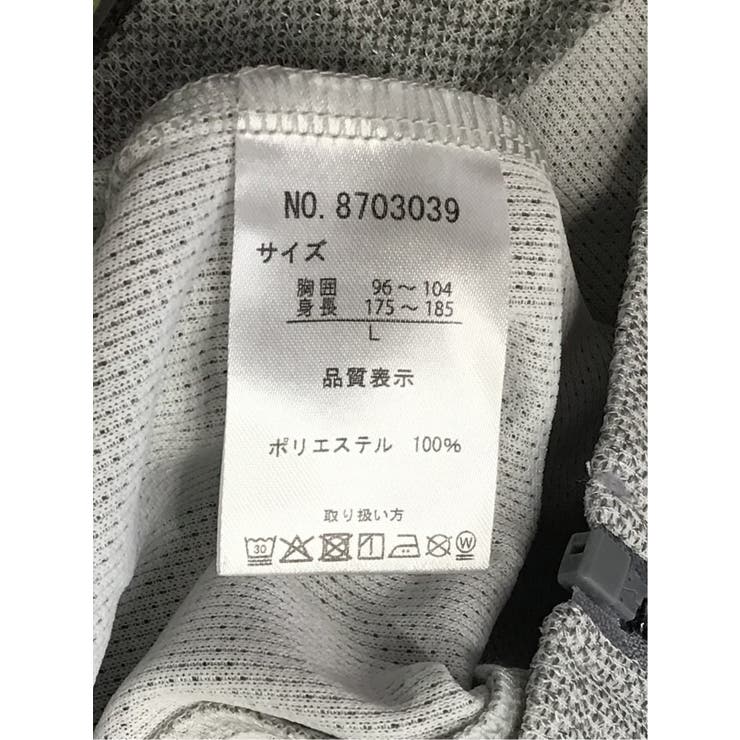 NO. 8703039
サイズ
胸囲 96～104
身長 175～185
L
品質表示
ポリエステル 100%
取り扱い方
30 W